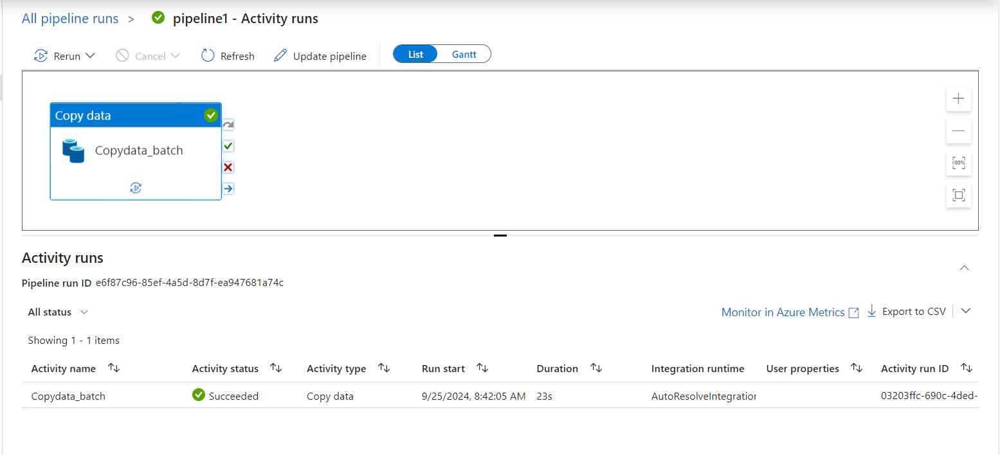 All pipeline runs > pipeline1 - Activity runs
Rerun Cancel Refresh Update pipeline List Gantt
Copy data
Copydata_batch
100%
Activity runs
Pipeline run ID e6f87c96-85ef-4a5d-8d7f-ea947681a74c
All status Monitor in Azure Metrics Export to CSV
Showing 1 - 1 items
Activity name Activity status Activity type Run start Duration Integration runtime User properties Activity run ID
Copydata_batch Succeeded Copy data 9/25/2024, 8:42:05 AM 23s AutoResolveIntegration 03203ffc-690c-4ded-